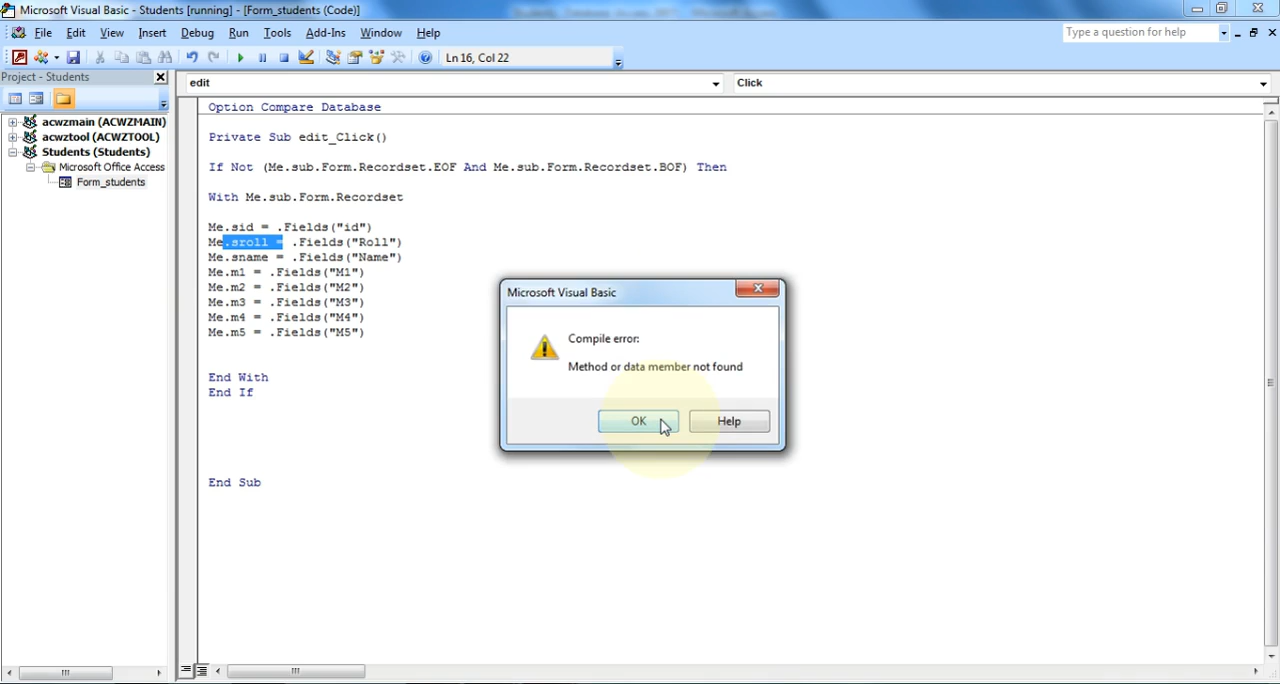 Microsoft Visual Basic - Students [running] - [Form_students (Code)]
File Edit View Insert Debug Run Tools Add-Ins Window Help
Type a question for help
Ln 16, Col 22
Project - Students
edit
Click
acwzmain (ACWZMAIN)
acwztool (ACWZTOOL)
Students (Students)
Microsoft Office Access
Form_students
Option Compare Database
Private Sub edit_Click()
If Not (Me.sub.Form.Recordset.EOF And Me.sub.Form.Recordset.BOF) Then
With Me.sub.Form.Recordset
Me.sid = .Fields("id")
Me.sroll = .Fields("Roll")
Me.sname = .Fields("Name")
Me.m1 = .Fields("M1")
Me.m2 = .Fields("M2")
Me.m3 = .Fields("M3")
Me.m4 = .Fields("M4")
Me.m5 = .Fields("M5")
End With
End If
End Sub
Microsoft Visual Basic
Compile error:
Method or data member not found
OK
Help